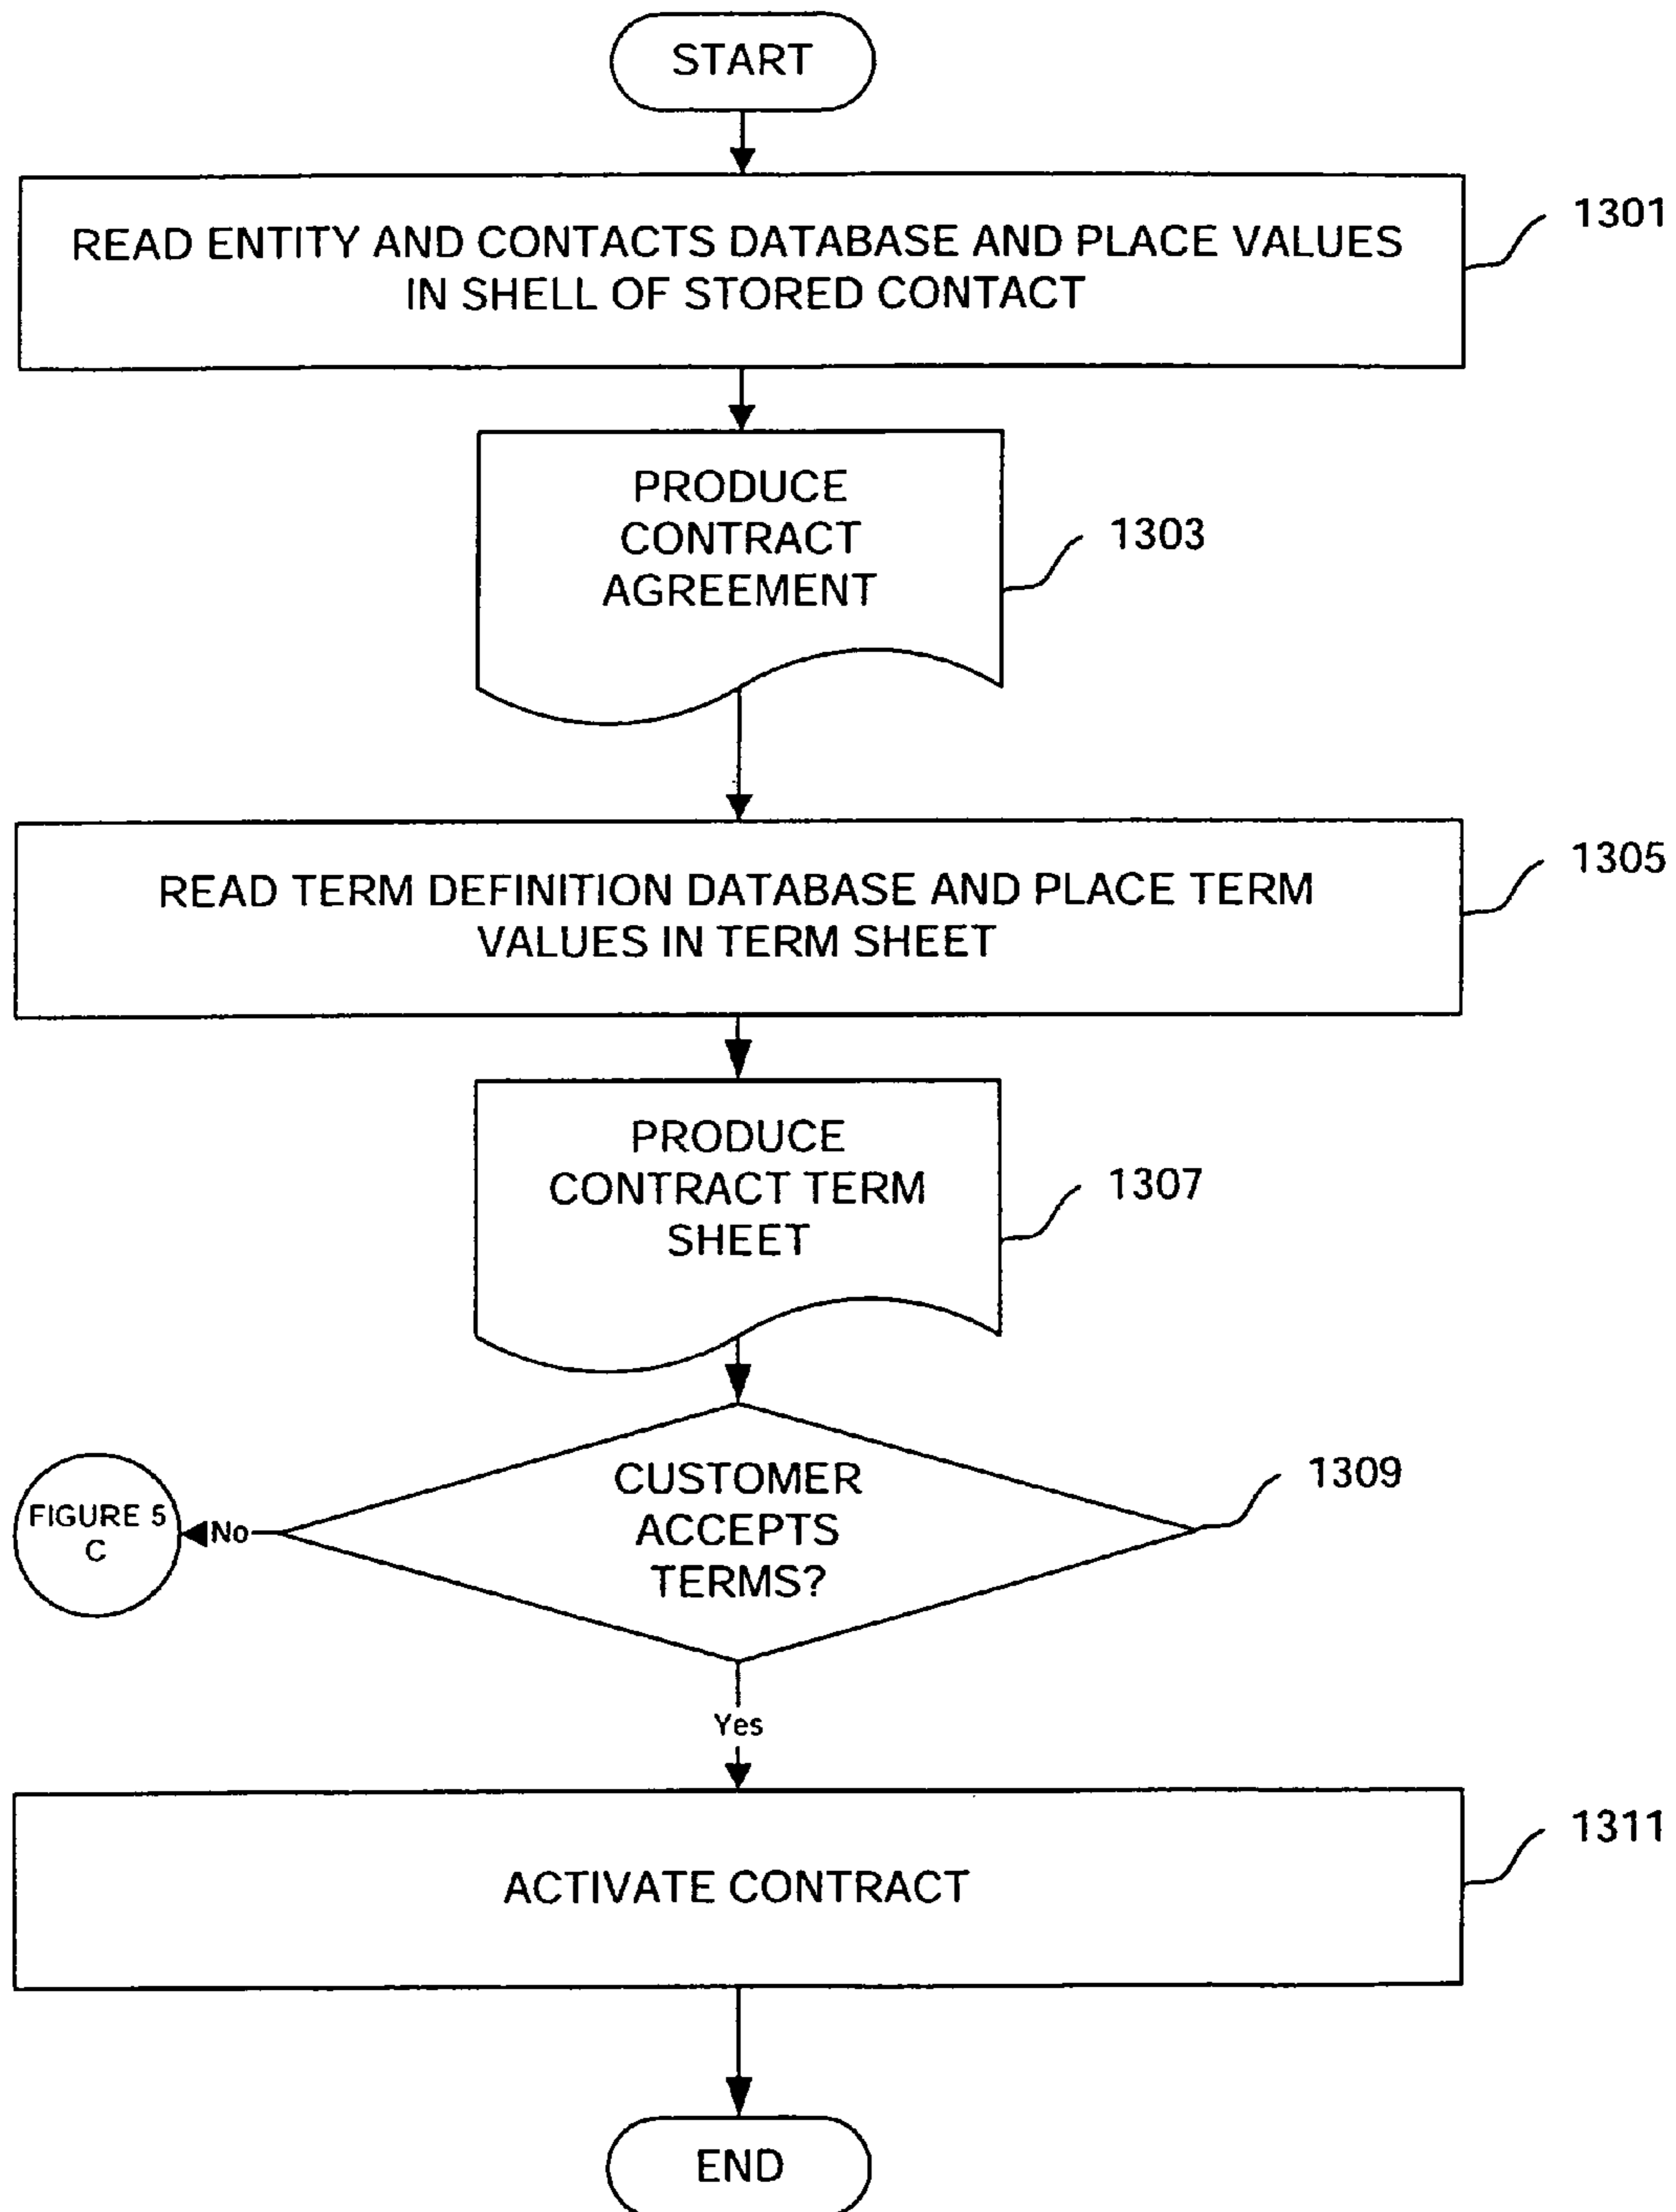 START
READ ENTITY AND CONTACTS DATABASE AND PLACE VALUES
IN SHELL OF STORED CONTACT
1301
PRODUCE
CONTRACT
AGREEMENT
1303
READ TERM DEFINITION DATABASE AND PLACE TERM
VALUES IN TERM SHEET
1305
PRODUCE
CONTRACT TERM
SHEET
1307
CUSTOMER
ACCEPTS
TERMS?
1309
No
FIGURE 5
C
Yes
ACTIVATE CONTRACT
1311
END